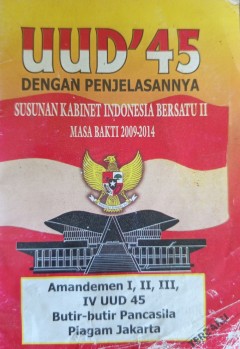 UUD'45
DENGAN PENJELASANNYA
SUSUNAN KABINET INDONESIA BERSATU II
MASA BAKTI 2009-2014
Amandemen I, II, III,
IV UUD 45
Butir-butir Pancasila
Piagam Jakarta